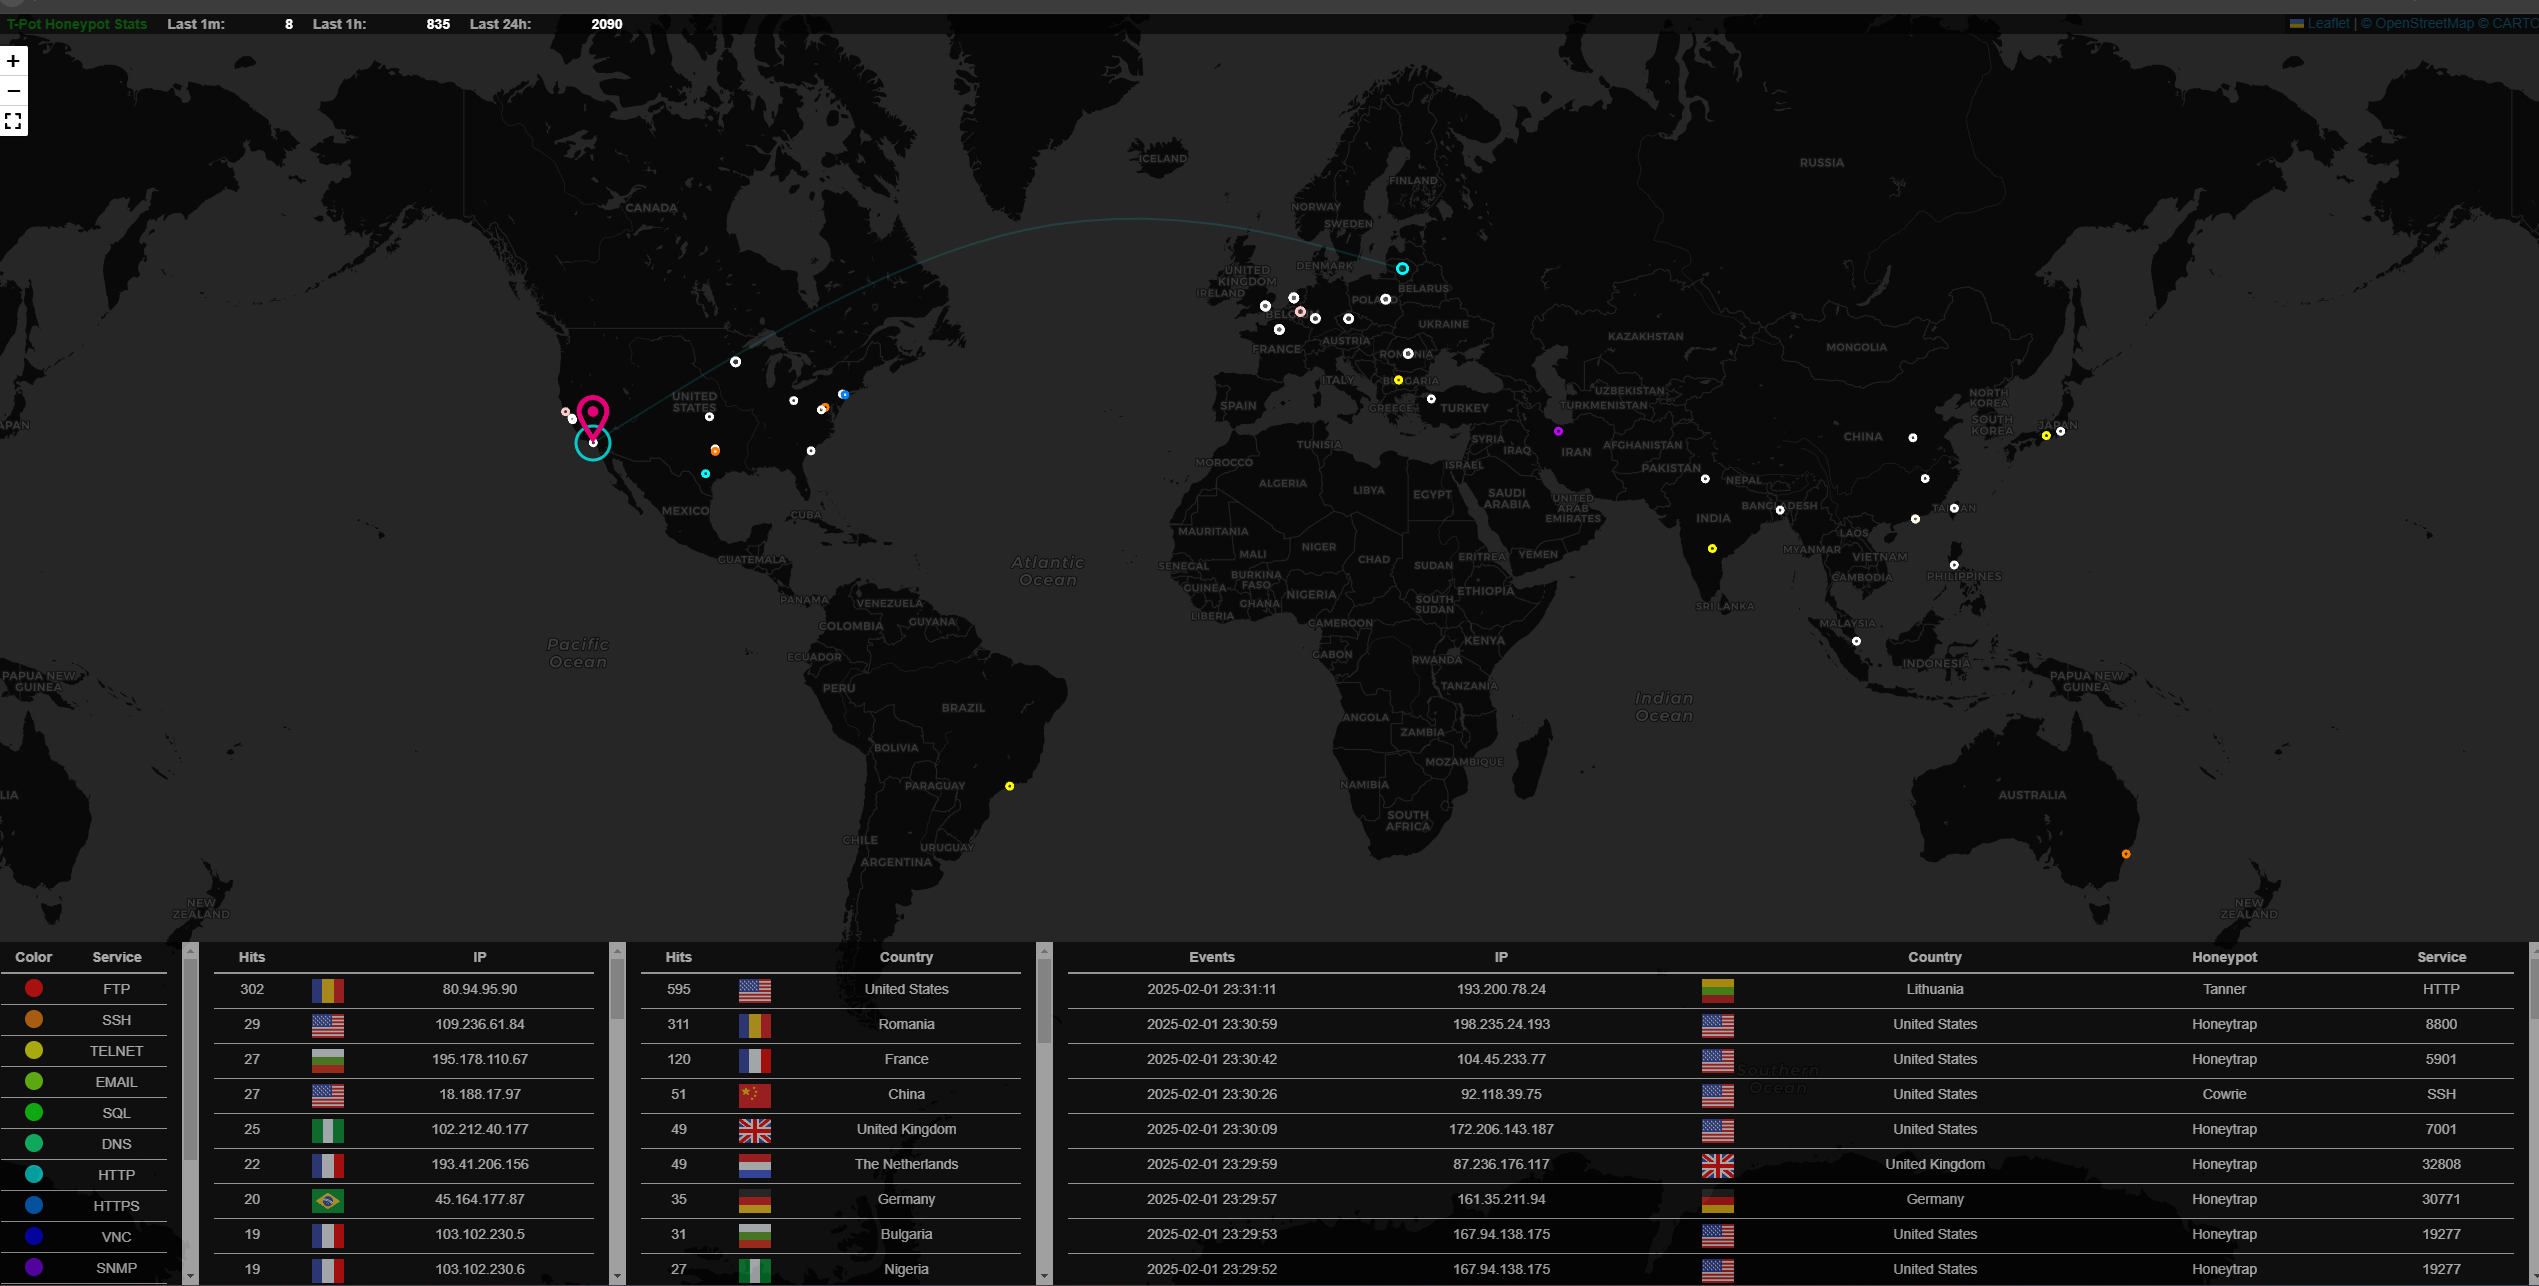 T-Pot Honeypot Stats Last 1m: 8 Last 1h: 835 Last 24h: 2090
Leaflet | © OpenStreetMap © CARTO
+
−
ICELAND
RUSSIA
FINLAND
CANADA
NORWAY
SWEDEN
UNITED KINGDOM
DENMARK
IRELAND
BELARUS
UKRAINE
FRANCE
AUSTRIA
KAZAKHSTAN
MONGOLIA
ITALY
UZBEKISTAN
UNITED STATES
TURKMENISTAN
NORTH KOREA
SPAIN
GREECE
TURKEY
SOUTH KOREA
JAPAN
CHINA
TUNISIA
SYRIA
AFGHANISTAN
MOROCCO
IRAQ
IRAN
ISRAEL
PAKISTAN
NEPAL
ALGERIA
LIBYA
EGYPT
SAUDI ARABIA
UNITED ARAB EMIRATES
MEXICO
CUBA
INDIA
BANGLADESH
MAURITANIA
LAOS
MYANMAR
VIETNAM
GUATEMALA
Atlantic Ocean
MALI
NIGER
CHAD
SUDAN
ERITREA
YEMEN
SENEGAL
BURKINA FASO
CAMBODIA
PHILIPPINES
GUINEA
NIGERIA
ETHIOPIA
PANAMA
VENEZUELA
GHANA
SOUTH SUDAN
SRI LANKA
LIBERIA
COLOMBIA
GUYANA
CAMEROON
MALAYSIA
Pacific Ocean
ECUADOR
KENYA
GABON
RWANDA
INDONESIA
PAPUA NEW GUINEA
PAPUA NEW GUINEA
PERU
TANZANIA
Indian Ocean
BRAZIL
ANGOLA
ZAMBIA
BOLIVIA
MOZAMBIQUE
PARAGUAY
NAMIBIA
AUSTRALIA
SOUTH AFRICA
CHILE
URUGUAY
ARGENTINA
NEW ZEALAND
NEW ZEALAND
Southern Ocean
Color Service
FTP
SSH
TELNET
EMAIL
SQL
DNS
HTTP
HTTPS
VNC
SNMP
Hits IP
302 80.94.95.90
29 109.236.61.84
27 195.178.110.67
27 18.188.17.97
25 102.212.40.177
22 193.41.206.156
20 45.164.177.87
19 103.102.230.5
19 103.102.230.6
Hits Country
595 United States
311 Romania
120 France
51 China
49 United Kingdom
49 The Netherlands
35 Germany
31 Bulgaria
27 Nigeria
Events IP Country Honeypot Service
2025-02-01 23:31:11 193.200.78.24 Lithuania Tanner HTTP
2025-02-01 23:30:59 198.235.24.193 United States Honeytrap 8800
2025-02-01 23:30:42 104.45.233.77 United States Honeytrap 5901
2025-02-01 23:30:26 92.118.39.75 United States Cowrie SSH
2025-02-01 23:30:09 172.206.143.187 United States Honeytrap 7001
2025-02-01 23:29:59 87.236.176.117 United Kingdom Honeytrap 32808
2025-02-01 23:29:57 161.35.211.94 Germany Honeytrap 30771
2025-02-01 23:29:53 167.94.138.175 United States Honeytrap 19277
2025-02-01 23:29:52 167.94.138.175 United States Honeytrap 19277